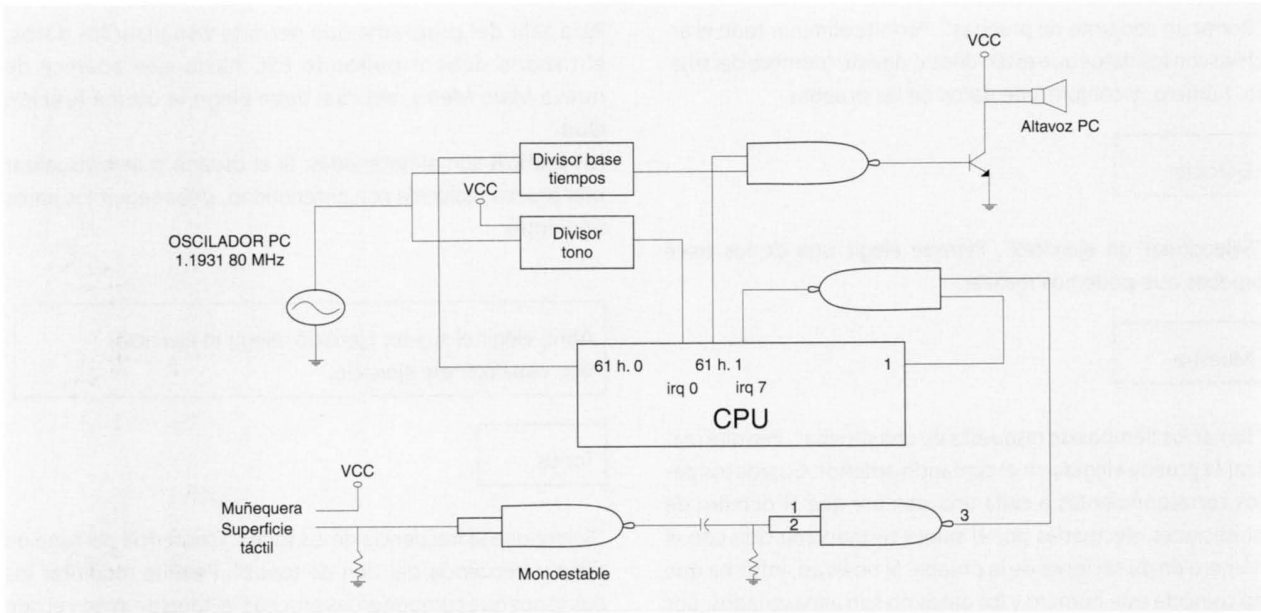 VCC
Altavoz PC
Divisor base
tiempos
VCC
Divisor
tono
OSCILADOR PC
1.1931 80 MHz
61 h. 0
61 h. 1
1
irq 0
irq 7
CPU
VCC
Muñequera
Superficie
táctil
1
2
3
Monoestable